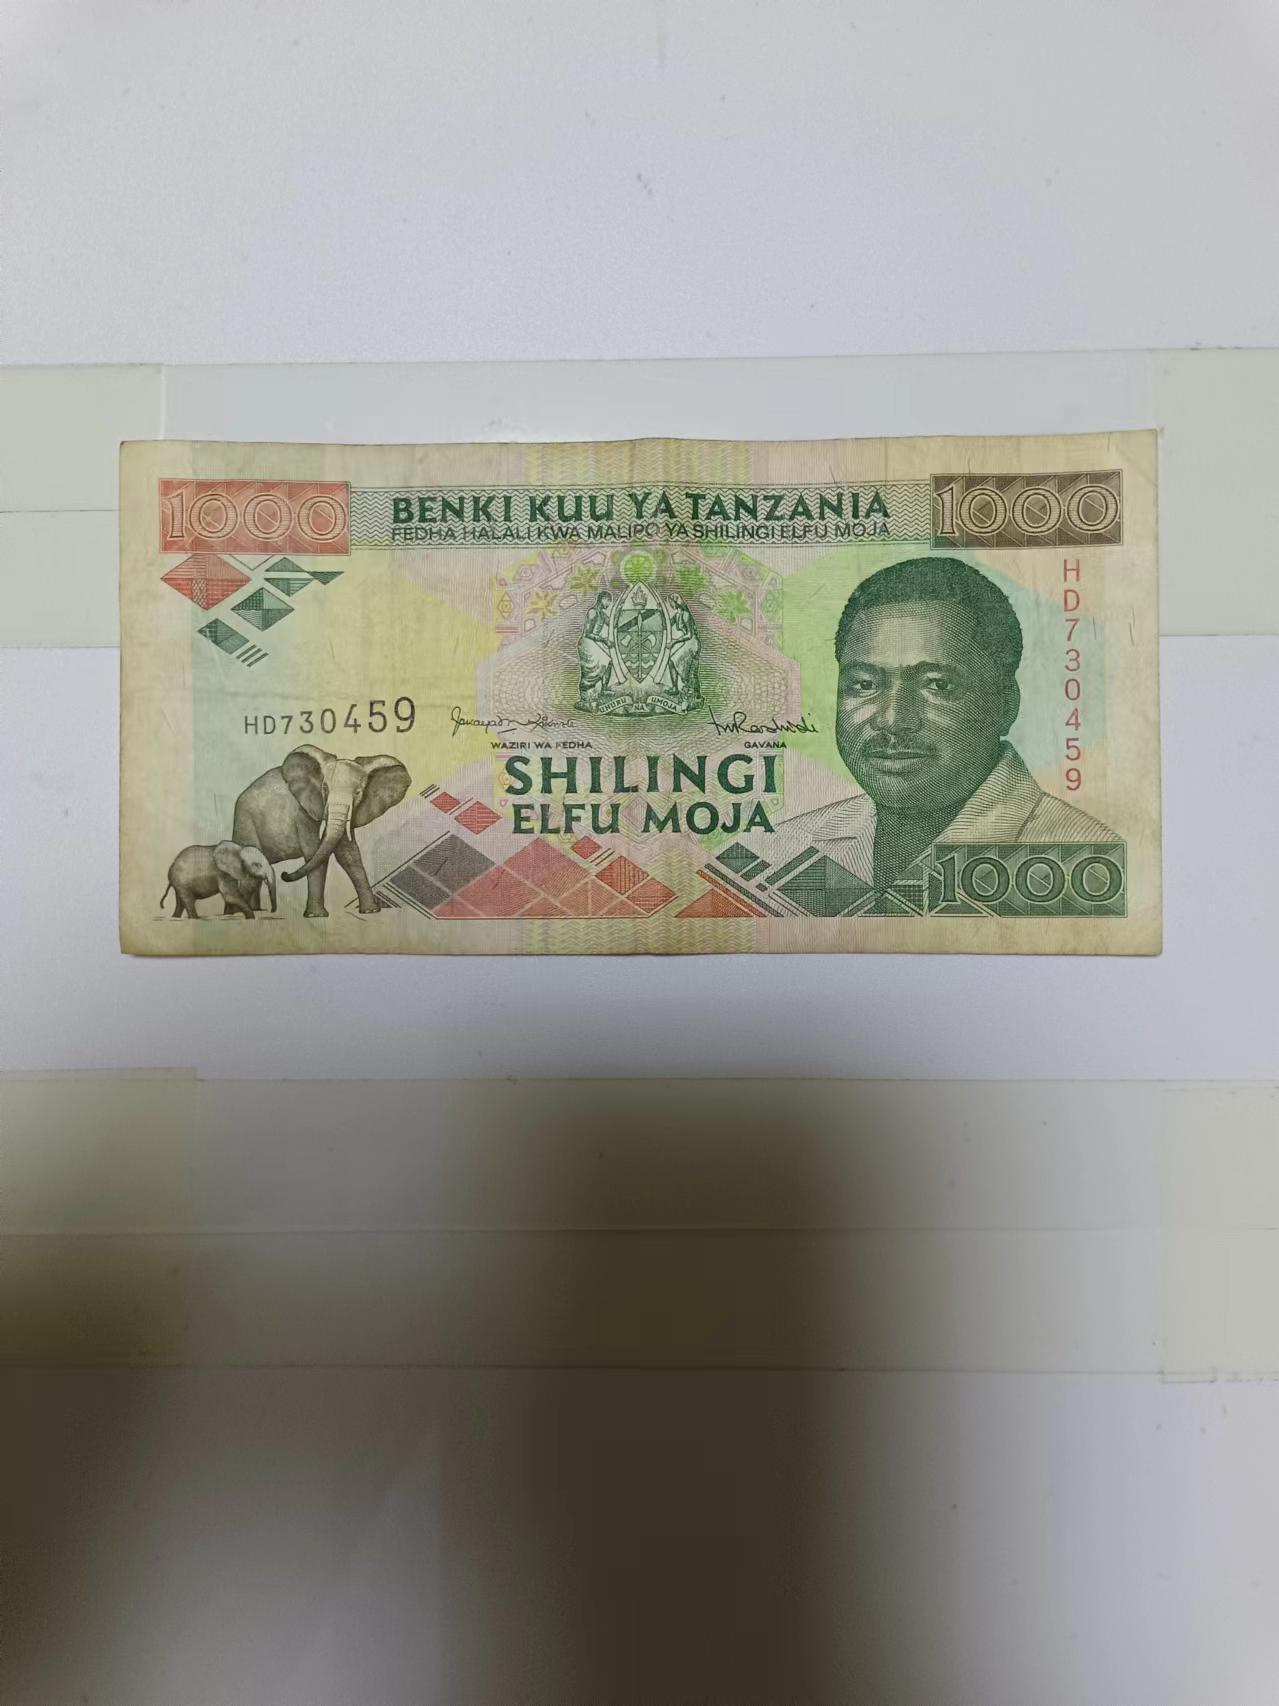 1000 BENKI KUU YA TANZANIA 1000
FEDHA HALALI KWA MALIPO YA SHILINGI ELFU MOJA
HD730459
HD730459
UHURU NA UMOJA
WAZIRI WA FEDHA GAVANA
SHILINGI
ELFU MOJA
1000